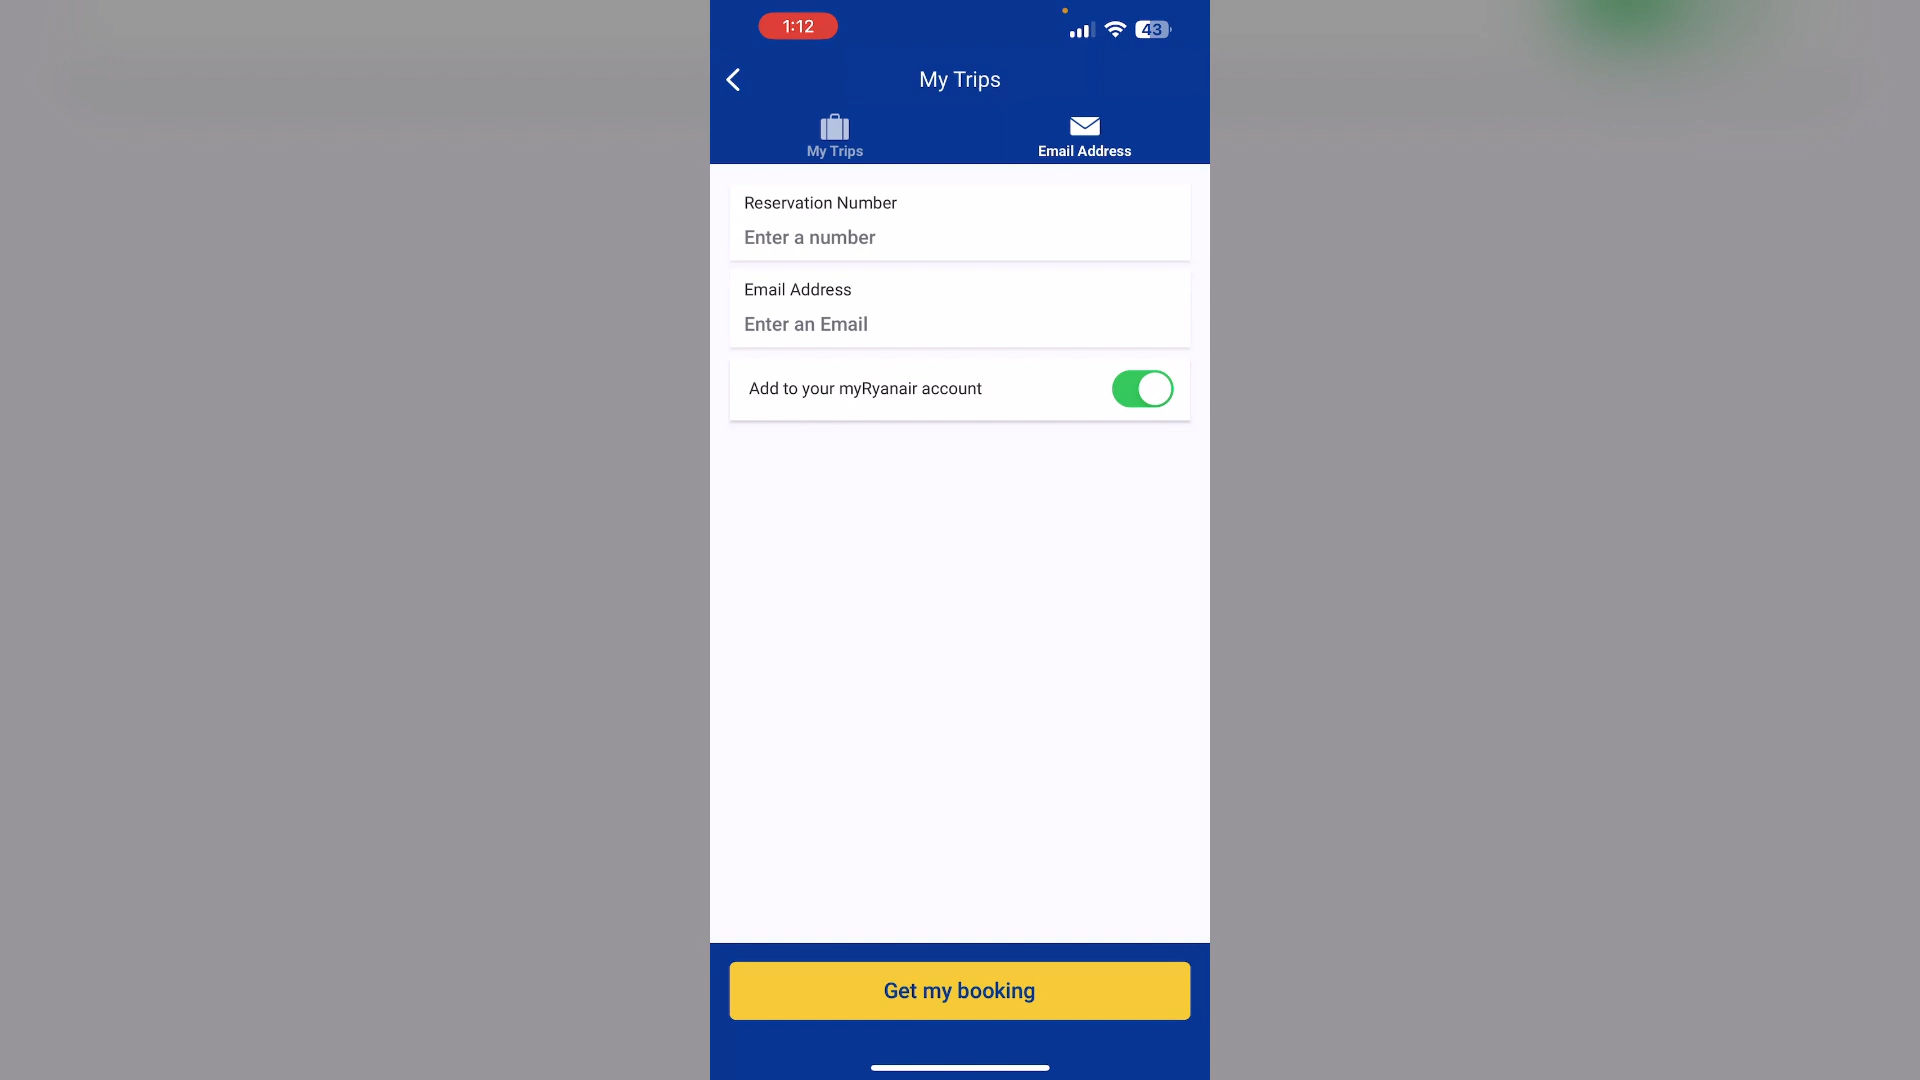 1:12
43
My Trips
My Trips
Email Address
Reservation Number
Enter a number
Email Address
Enter an Email
Add to your myRyanair account
Get my booking